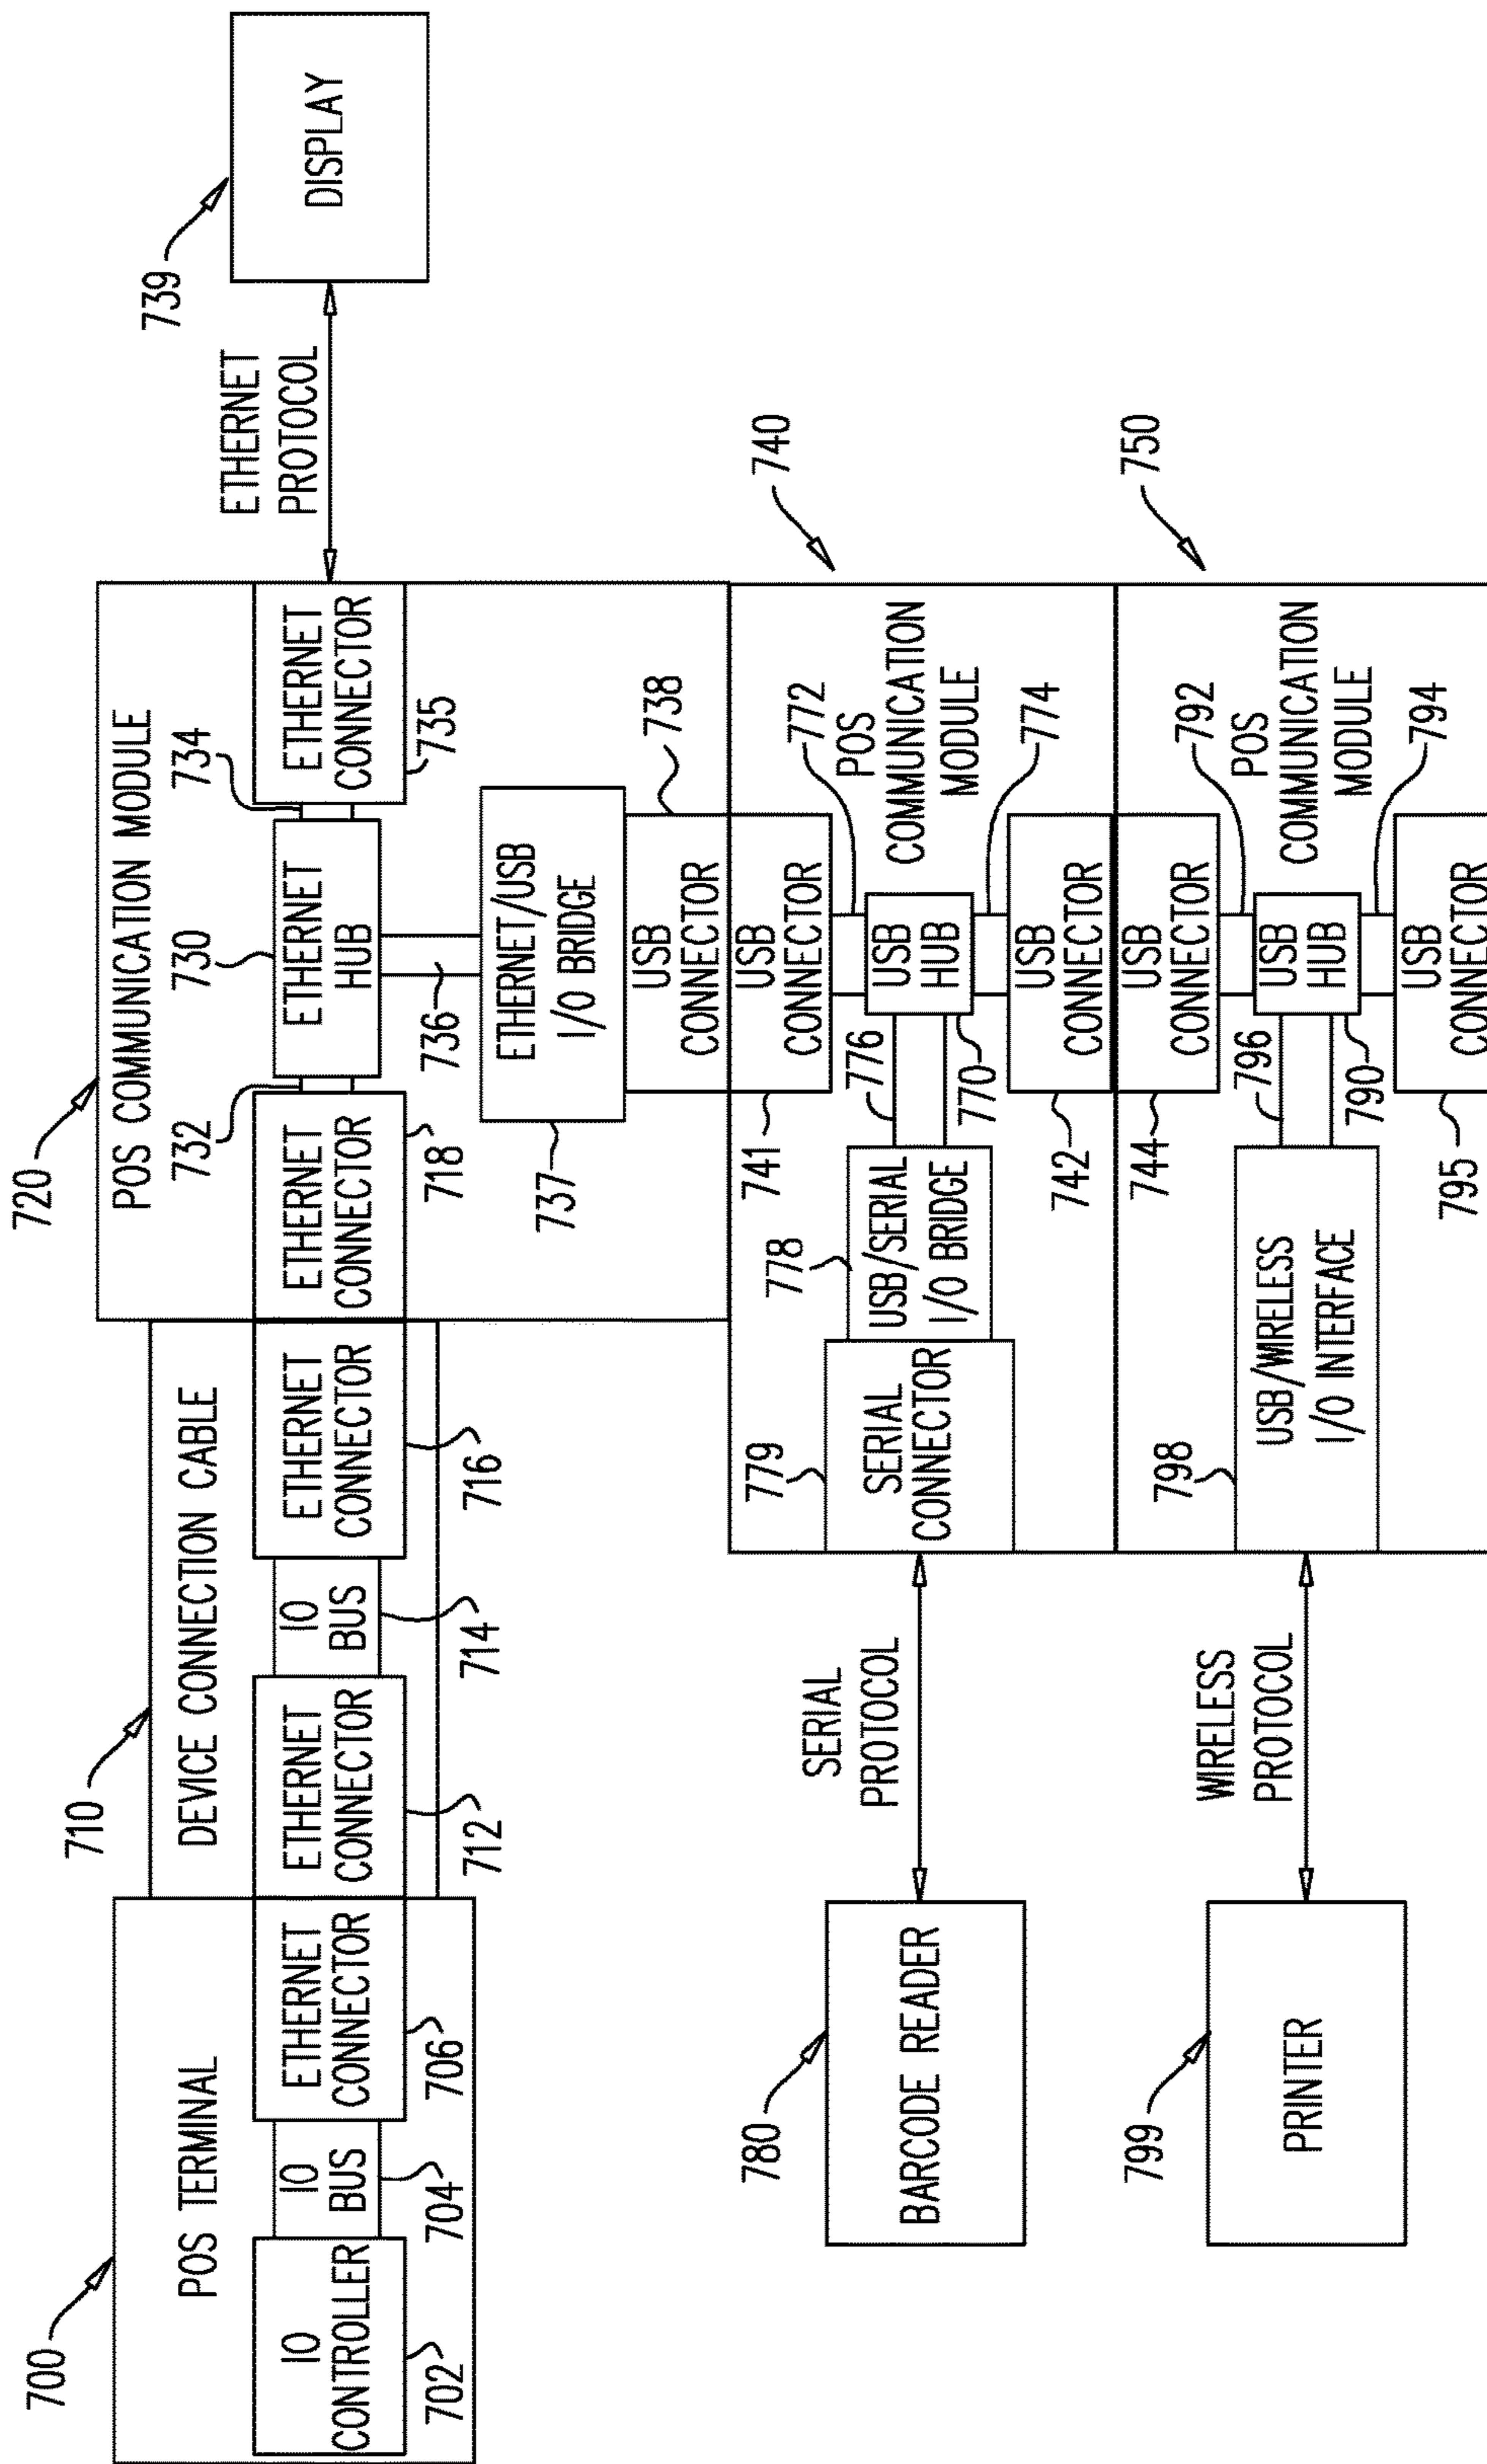 700
POS TERMINAL
IO
CONTROLLER
702
IO
BUS
704
ETHERNET
CONNECTOR
706
710
DEVICE CONNECTION CABLE
ETHERNET
CONNECTOR
712
IO
BUS
714
ETHERNET
CONNECTOR
716
720
POS COMMUNICATION MODULE
ETHERNET
CONNECTOR
718
732
730
ETHERNET
HUB
734
ETHERNET
CONNECTOR
735
736
ETHERNET/USB
I/O BRIDGE
737
USB
CONNECTOR
738
ETHERNET
PROTOCOL
739
DISPLAY
740
POS
COMMUNICATION
MODULE
USB
CONNECTOR
741
772
USB
HUB
770
774
776
USB
CONNECTOR
742
USB/SERIAL
I/O BRIDGE
778
SERIAL
CONNECTOR
779
SERIAL
PROTOCOL
780
BARCODE READER
750
POS
COMMUNICATION
MODULE
USB
CONNECTOR
744
792
USB
HUB
790
794
796
USB
CONNECTOR
795
USB/WIRELESS
I/O INTERFACE
798
WIRELESS
PROTOCOL
799
PRINTER